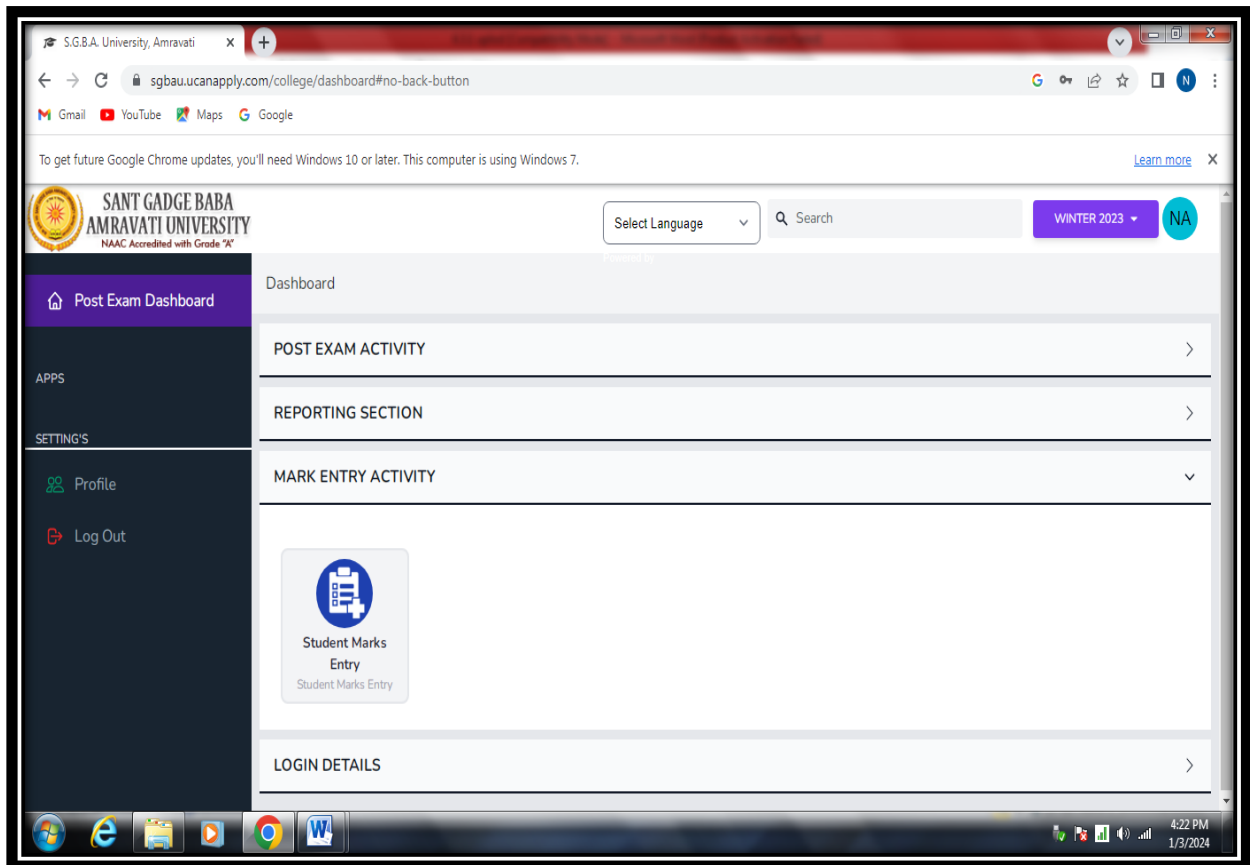 S.G.B.A. University, Amravati
sgbau.ucanapply.com/college/dashboard#no-back-button
N
Gmail YouTube Maps Google
To get future Google Chrome updates, you'll need Windows 10 or later. This computer is using Windows 7. Learn more
SANT GADGE BABA
AMRAVATI UNIVERSITY
NAAC Accredited with Grade "A"
Select Language
Search
WINTER 2023
NA
Powered by
Post Exam Dashboard
APPS
SETTING'S
Profile
Log Out
Dashboard
POST EXAM ACTIVITY
REPORTING SECTION
MARK ENTRY ACTIVITY
Student Marks
Entry
Student Marks Entry
LOGIN DETAILS
4:22 PM
1/3/2024